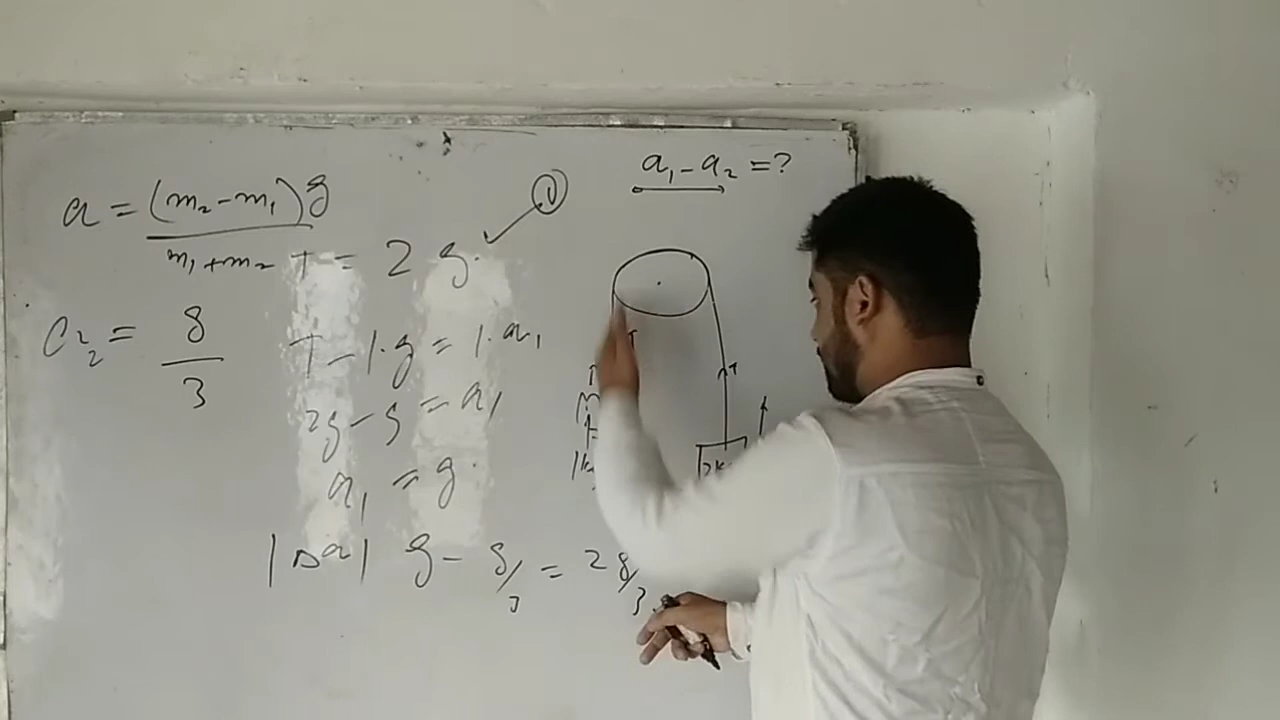 a = (m₂ - m₁)g
m₁ + m₂
T = 2g.
①
a₁ - a₂ = ?
a₂ = g/3
T - 1.g = 1.a₁
2g - g = a₁
a₁ = g.
|Δa| g - g/3 = 2g/3
T
T